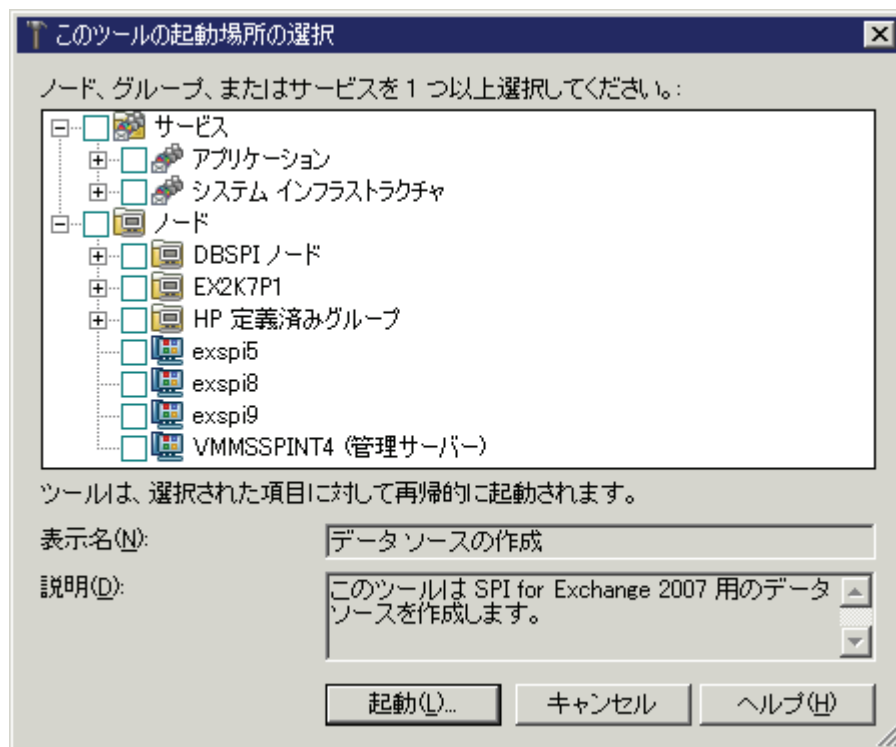 このツールの起動場所の選択
ノード、グループ、またはサービスを1つ以上選択してください。:
サービス
アプリケーション
システム インフラストラクチャ
ノード
DBSPI ノード
EX2K7P1
HP 定義済みグループ
exspi5
exspi8
exspi9
VMMSSPINT4 (管理サーバー)
ツールは、選択された項目に対して再帰的に起動されます。
表示名(N):
データ ソースの作成
説明(D):
このツールは SPI for Exchange 2007 用のデータ
ソースを作成します。
起動(L)... キャンセル ヘルプ(H)